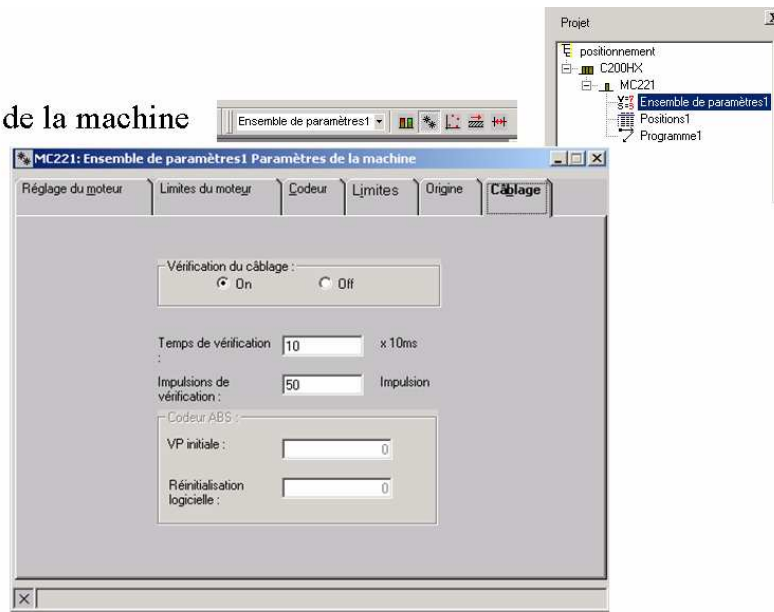 Projet
positionnement
C200HX
MC221
Ensemble de paramètres1
Positions1
Programme1
de la machine
Ensemble de paramètres1
MC221: Ensemble de paramètres1 Paramètres de la machine
Réglage du moteur
Limites du moteur
Codeur
Limites
Origine
Câblage
Vérification du câblage :
On
Off
Temps de vérification :
10
x 10ms
Impulsions de vérification :
50
Impulsion
Codeur ABS :
VP initiale :
0
Réinitialisation logicielle :
0